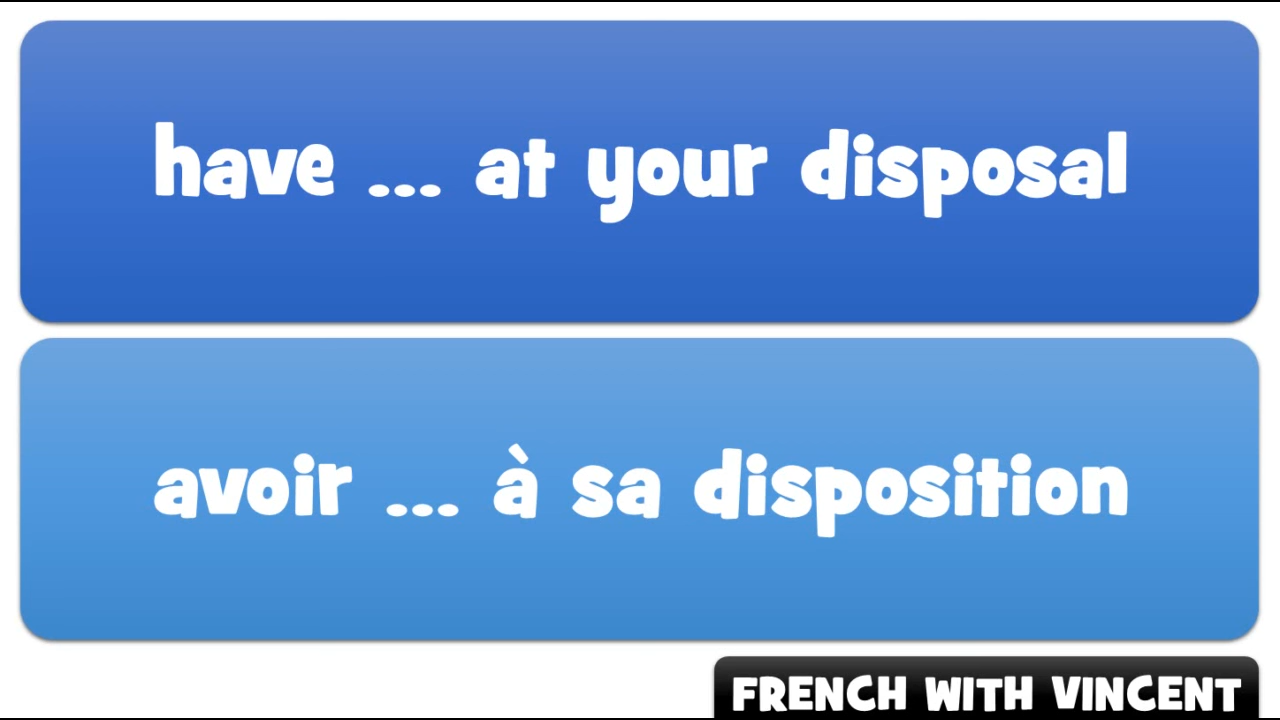 have ... at your disposal
avoir ... à sa disposition
FRENCH WITH VINCENT